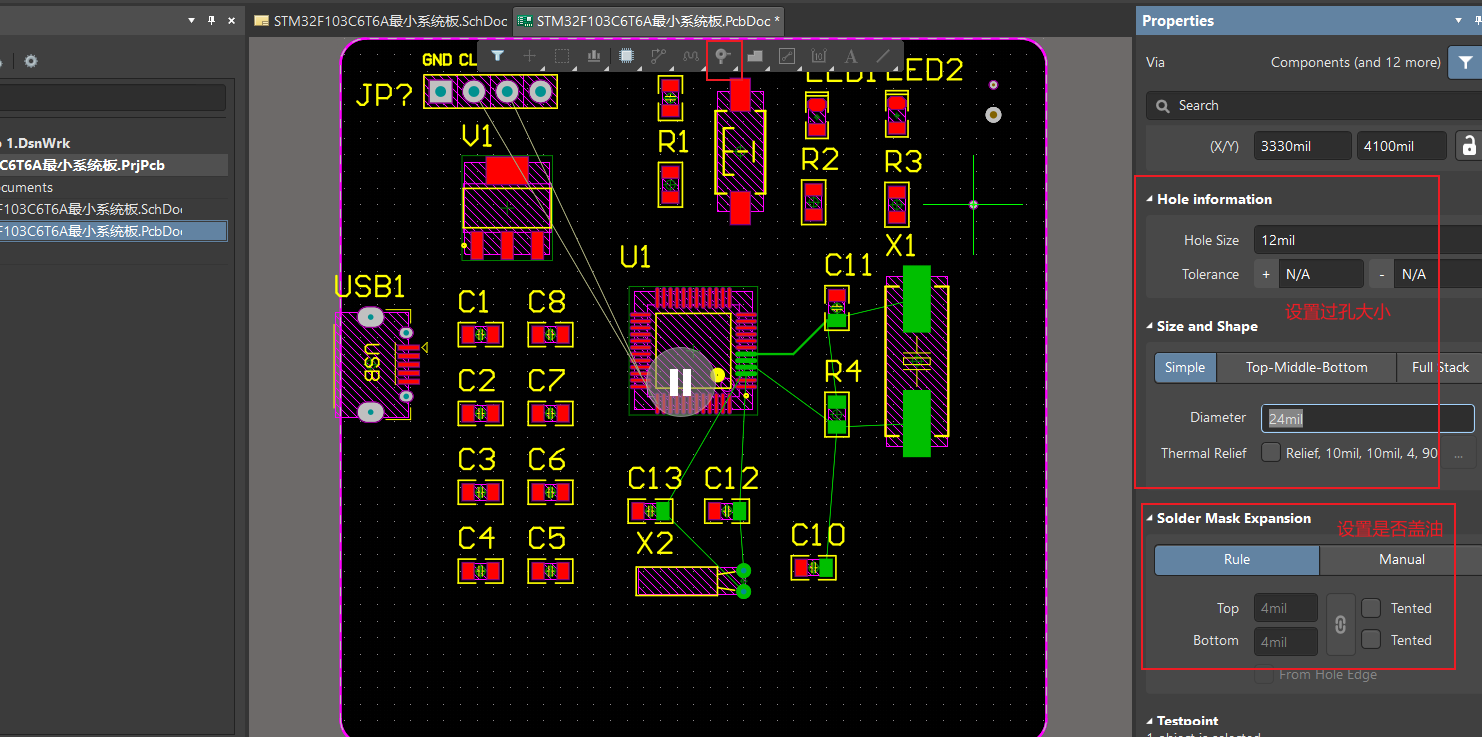 STM32F103C6T6A最小系统板.SchDoc
STM32F103C6T6A最小系统板.PcbDoc *
Properties
Via
Components (and 12 more)
Search
(X/Y)
3330mil
4100mil
1.DsnWrk
C6T6A最小系统板.PrjPcb
cuments
F103C6T6A最小系统板.SchDoc
F103C6T6A最小系统板.PcbDoc
GND CL
JP?
V1
R1
LED1
LED2
R2
R3
X1
U1
C11
USB1
USB
C1
C8
C2
C7
R4
C3
C6
C13
C12
C4
C5
X2
C10
Hole information
Hole Size
12mil
Tolerance
+
N/A
-
N/A
设置过孔大小
Size and Shape
Simple
Top-Middle-Bottom
Full Stack
Diameter
24mil
Thermal Relief
Relief, 10mil, 10mil, 4, 90
...
Solder Mask Expansion
设置是否盖油
Rule
Manual
Top
4mil
Tented
Bottom
4mil
Tented
From Hole Edge
Testpoint
1 object is selected